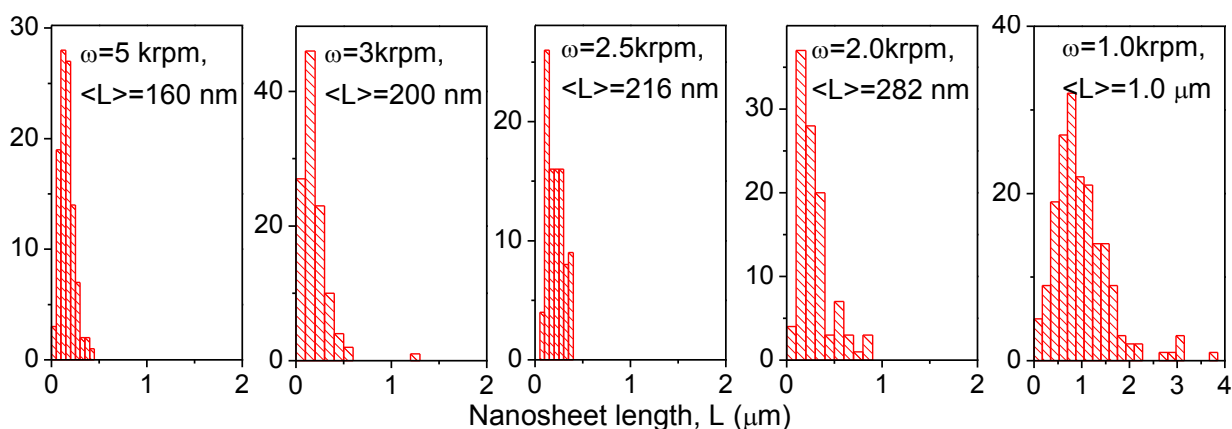 ω=5 krpm,
<L>=160 nm
30
20
10
0
0 1 2
ω=3krpm,
<L>=200 nm
40
20
0
0 1 2
ω=2.5krpm,
<L>=216 nm
20
10
0
0 1 2
ω=2.0krpm,
<L>=282 nm
30
20
10
0
0 1 2
ω=1.0krpm,
<L>=1.0 μm
40
20
0
0 1 2 3 4
Nanosheet length, L (μm)